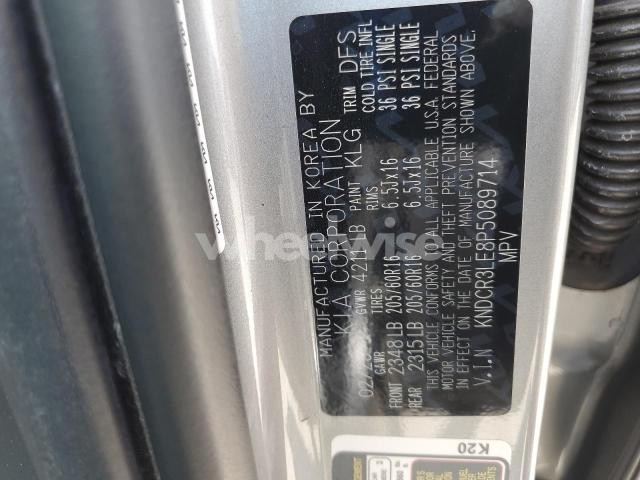 MANUFACTURED IN KOREA BY
KIA CORPORATION
GVWR 4211LB PAINT KLG TRIM DFS
GAWR TIRES RIMS COLD TIRE INFL
FRONT 2348LB 205/60R16 6.5Jx16 36 PSI SINGLE
REAR 2315LB 205/60R16 6.5Jx16 36 PSI SINGLE
THIS VEHICLE CONFORMS TO ALL APPLICABLE U.S.A. FEDERAL
MOTOR VEHICLE SAFETY AND THEFT PREVENTION STANDARDS
IN EFFECT ON THE DATE OF MANUFACTURE SHOWN ABOVE.
V.I.N KNDCR3LE8P5089714
MPV
K20
wheelwise